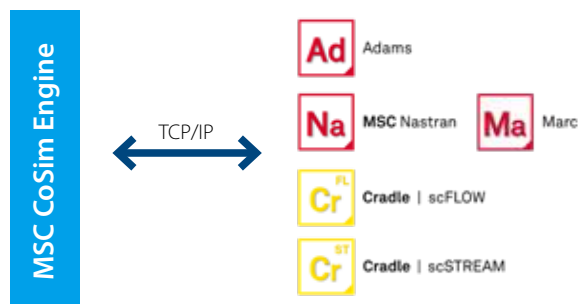 MSC CoSim Engine
TCP/IP
Ad Adams
Na MSC Nastran Ma Marc
FL
Cr Cradle | scFLOW
ST
Cr Cradle | scSTREAM